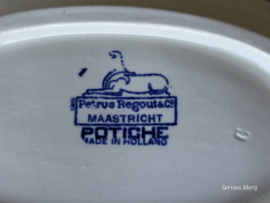 Petrus Regout & Co.
MAASTRICHT
POTICHE
MADE IN HOLLAND
Servies Merij